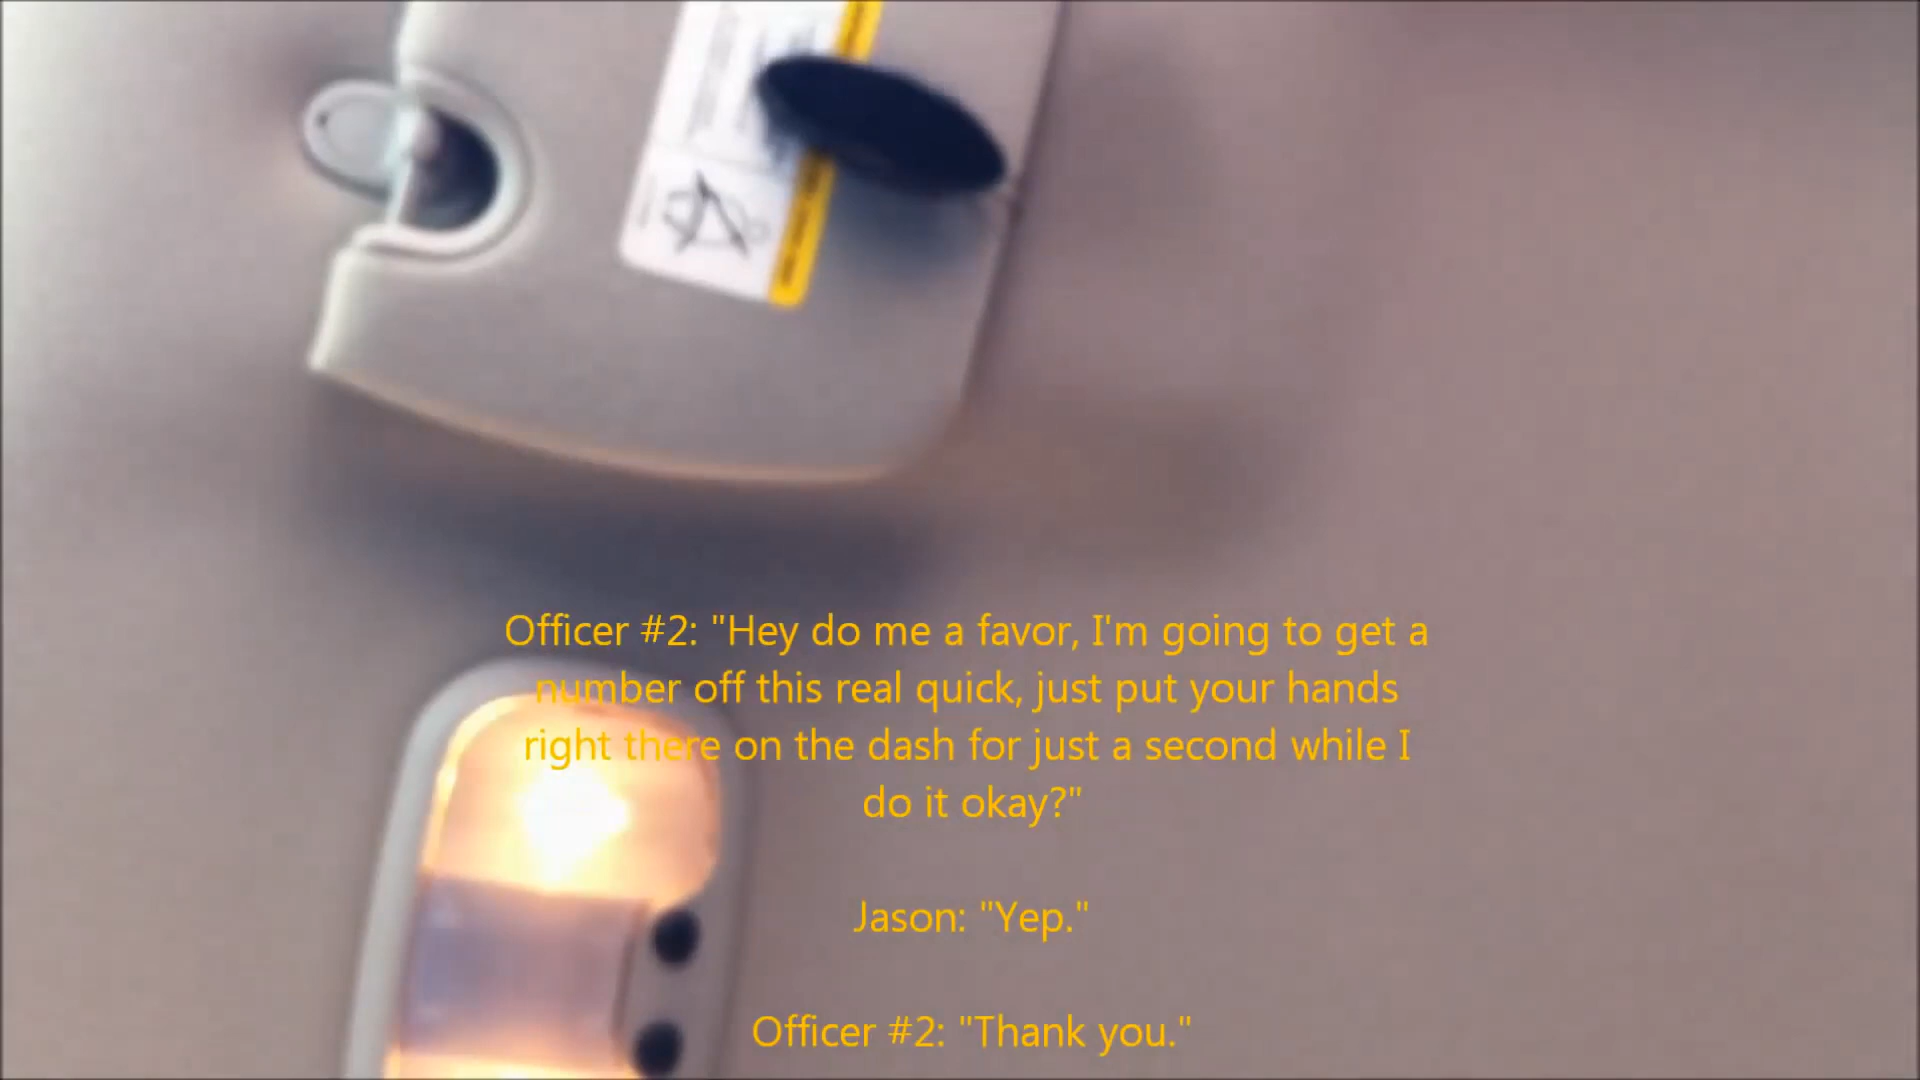 Officer #2: "Hey do me a favor, I'm going to get a
number off this real quick, just put your hands
right there on the dash for just a second while I
do it okay?"
Jason: "Yep."
Officer #2: "Thank you."